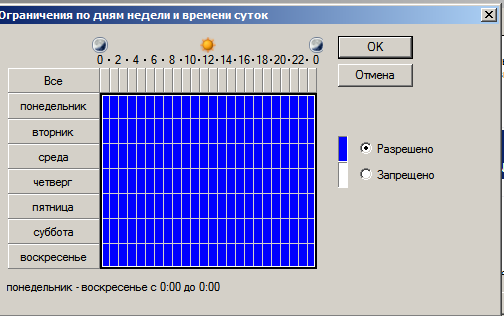 Ограничения по дням недели и времени суток
0 · 2 · 4 · 6 · 8 · 10 · 12 · 14 · 16 · 18 · 20 · 22 · 0
OK
Отмена
Все
понедельник
вторник
среда
четверг
пятница
суббота
воскресенье
Разрешено
Запрещено
понедельник - воскресенье с 0:00 до 0:00